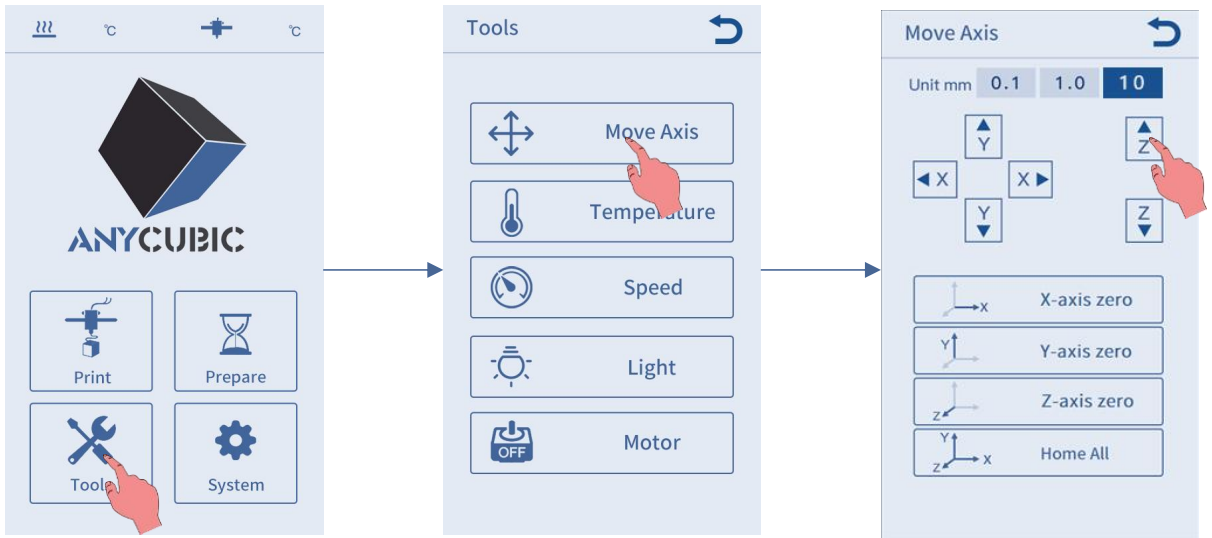 ℃ ℃
ANYCUBIC
Print Prepare
Tools System
Tools
Move Axis
Temperature
Speed
Light
OFF Motor
Move Axis
Unit mm 0.1 1.0 10
Y Z
X X
Y Z
X X-axis zero
Y Y-axis zero
Z Z-axis zero
Y X Z Home All